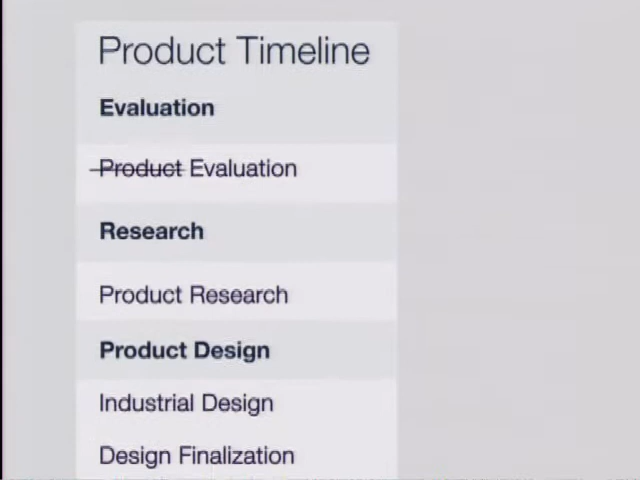 Product Timeline
Evaluation
Product Evaluation
Research
Product Research
Product Design
Industrial Design
Design Finalization